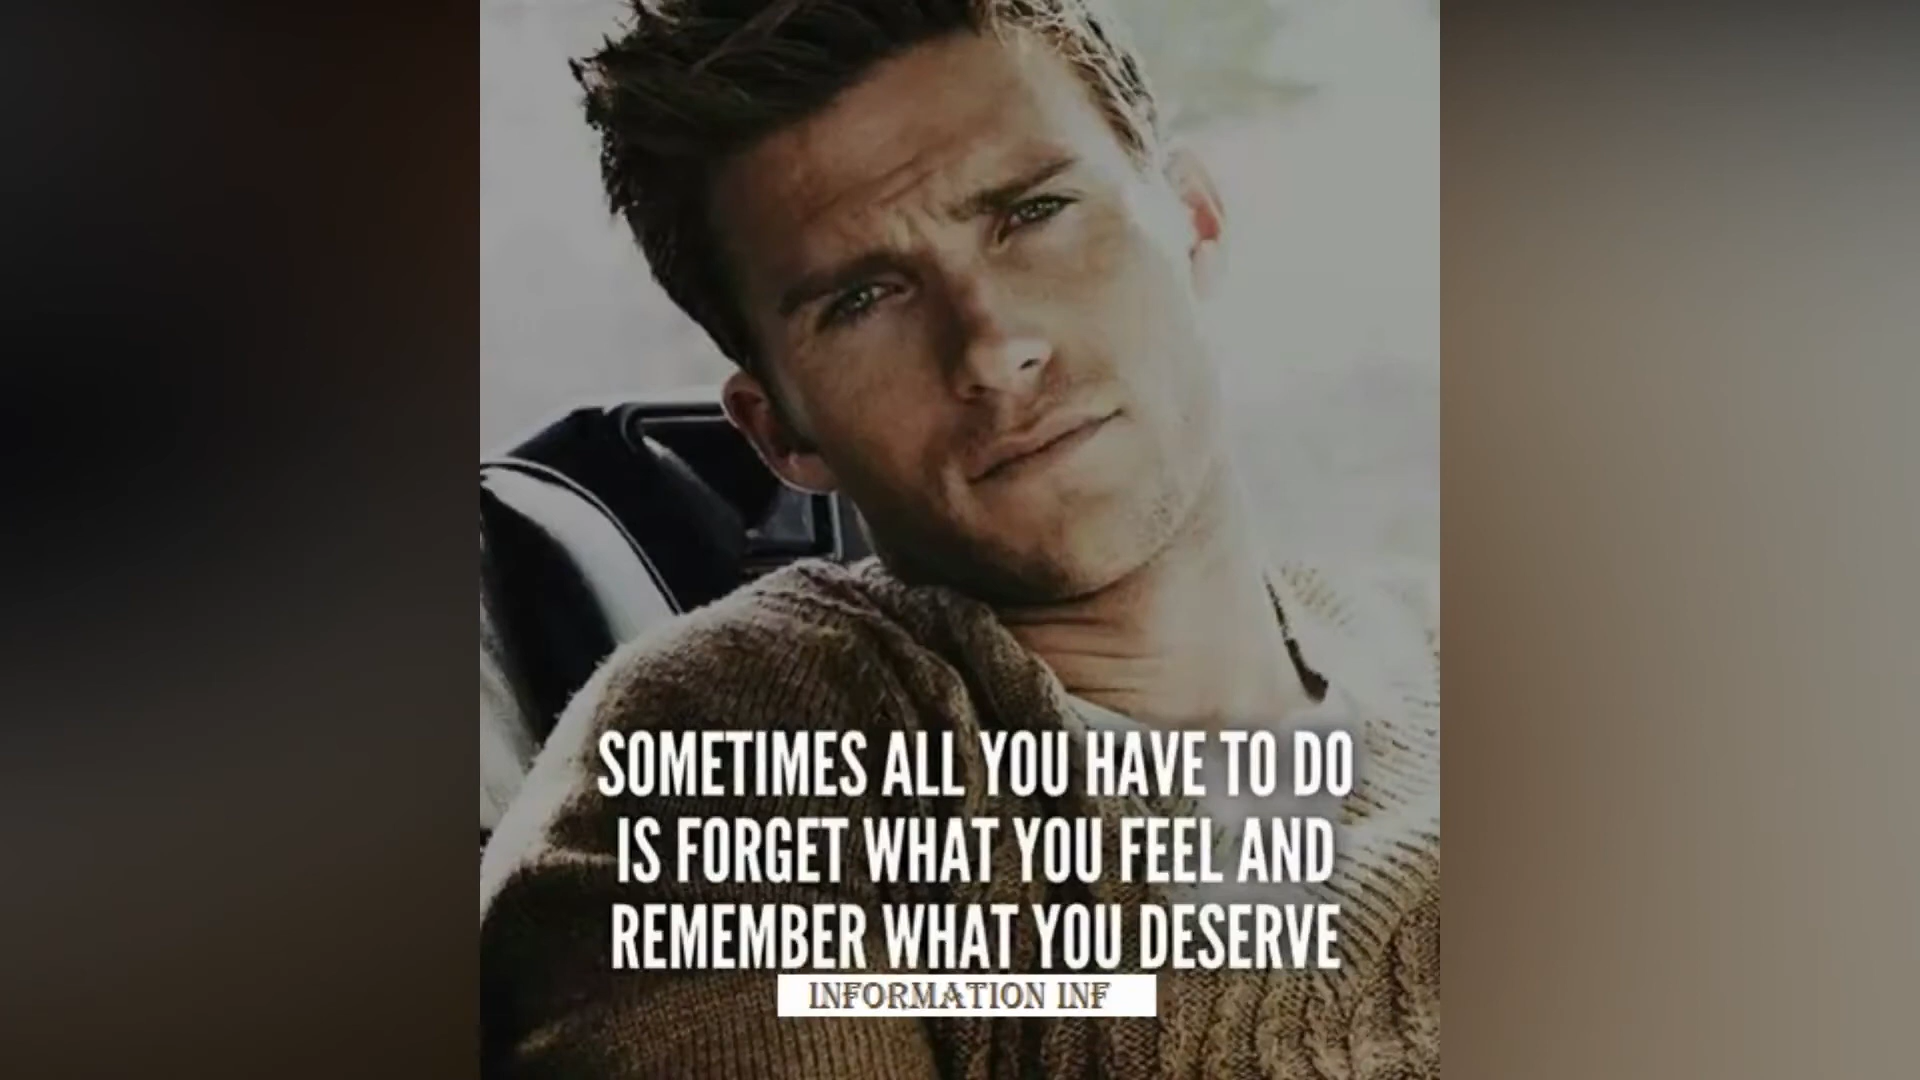 SOMETIMES ALL YOU HAVE TO DO
IS FORGET WHAT YOU FEEL AND
REMEMBER WHAT YOU DESERVE
INFORMATION INF